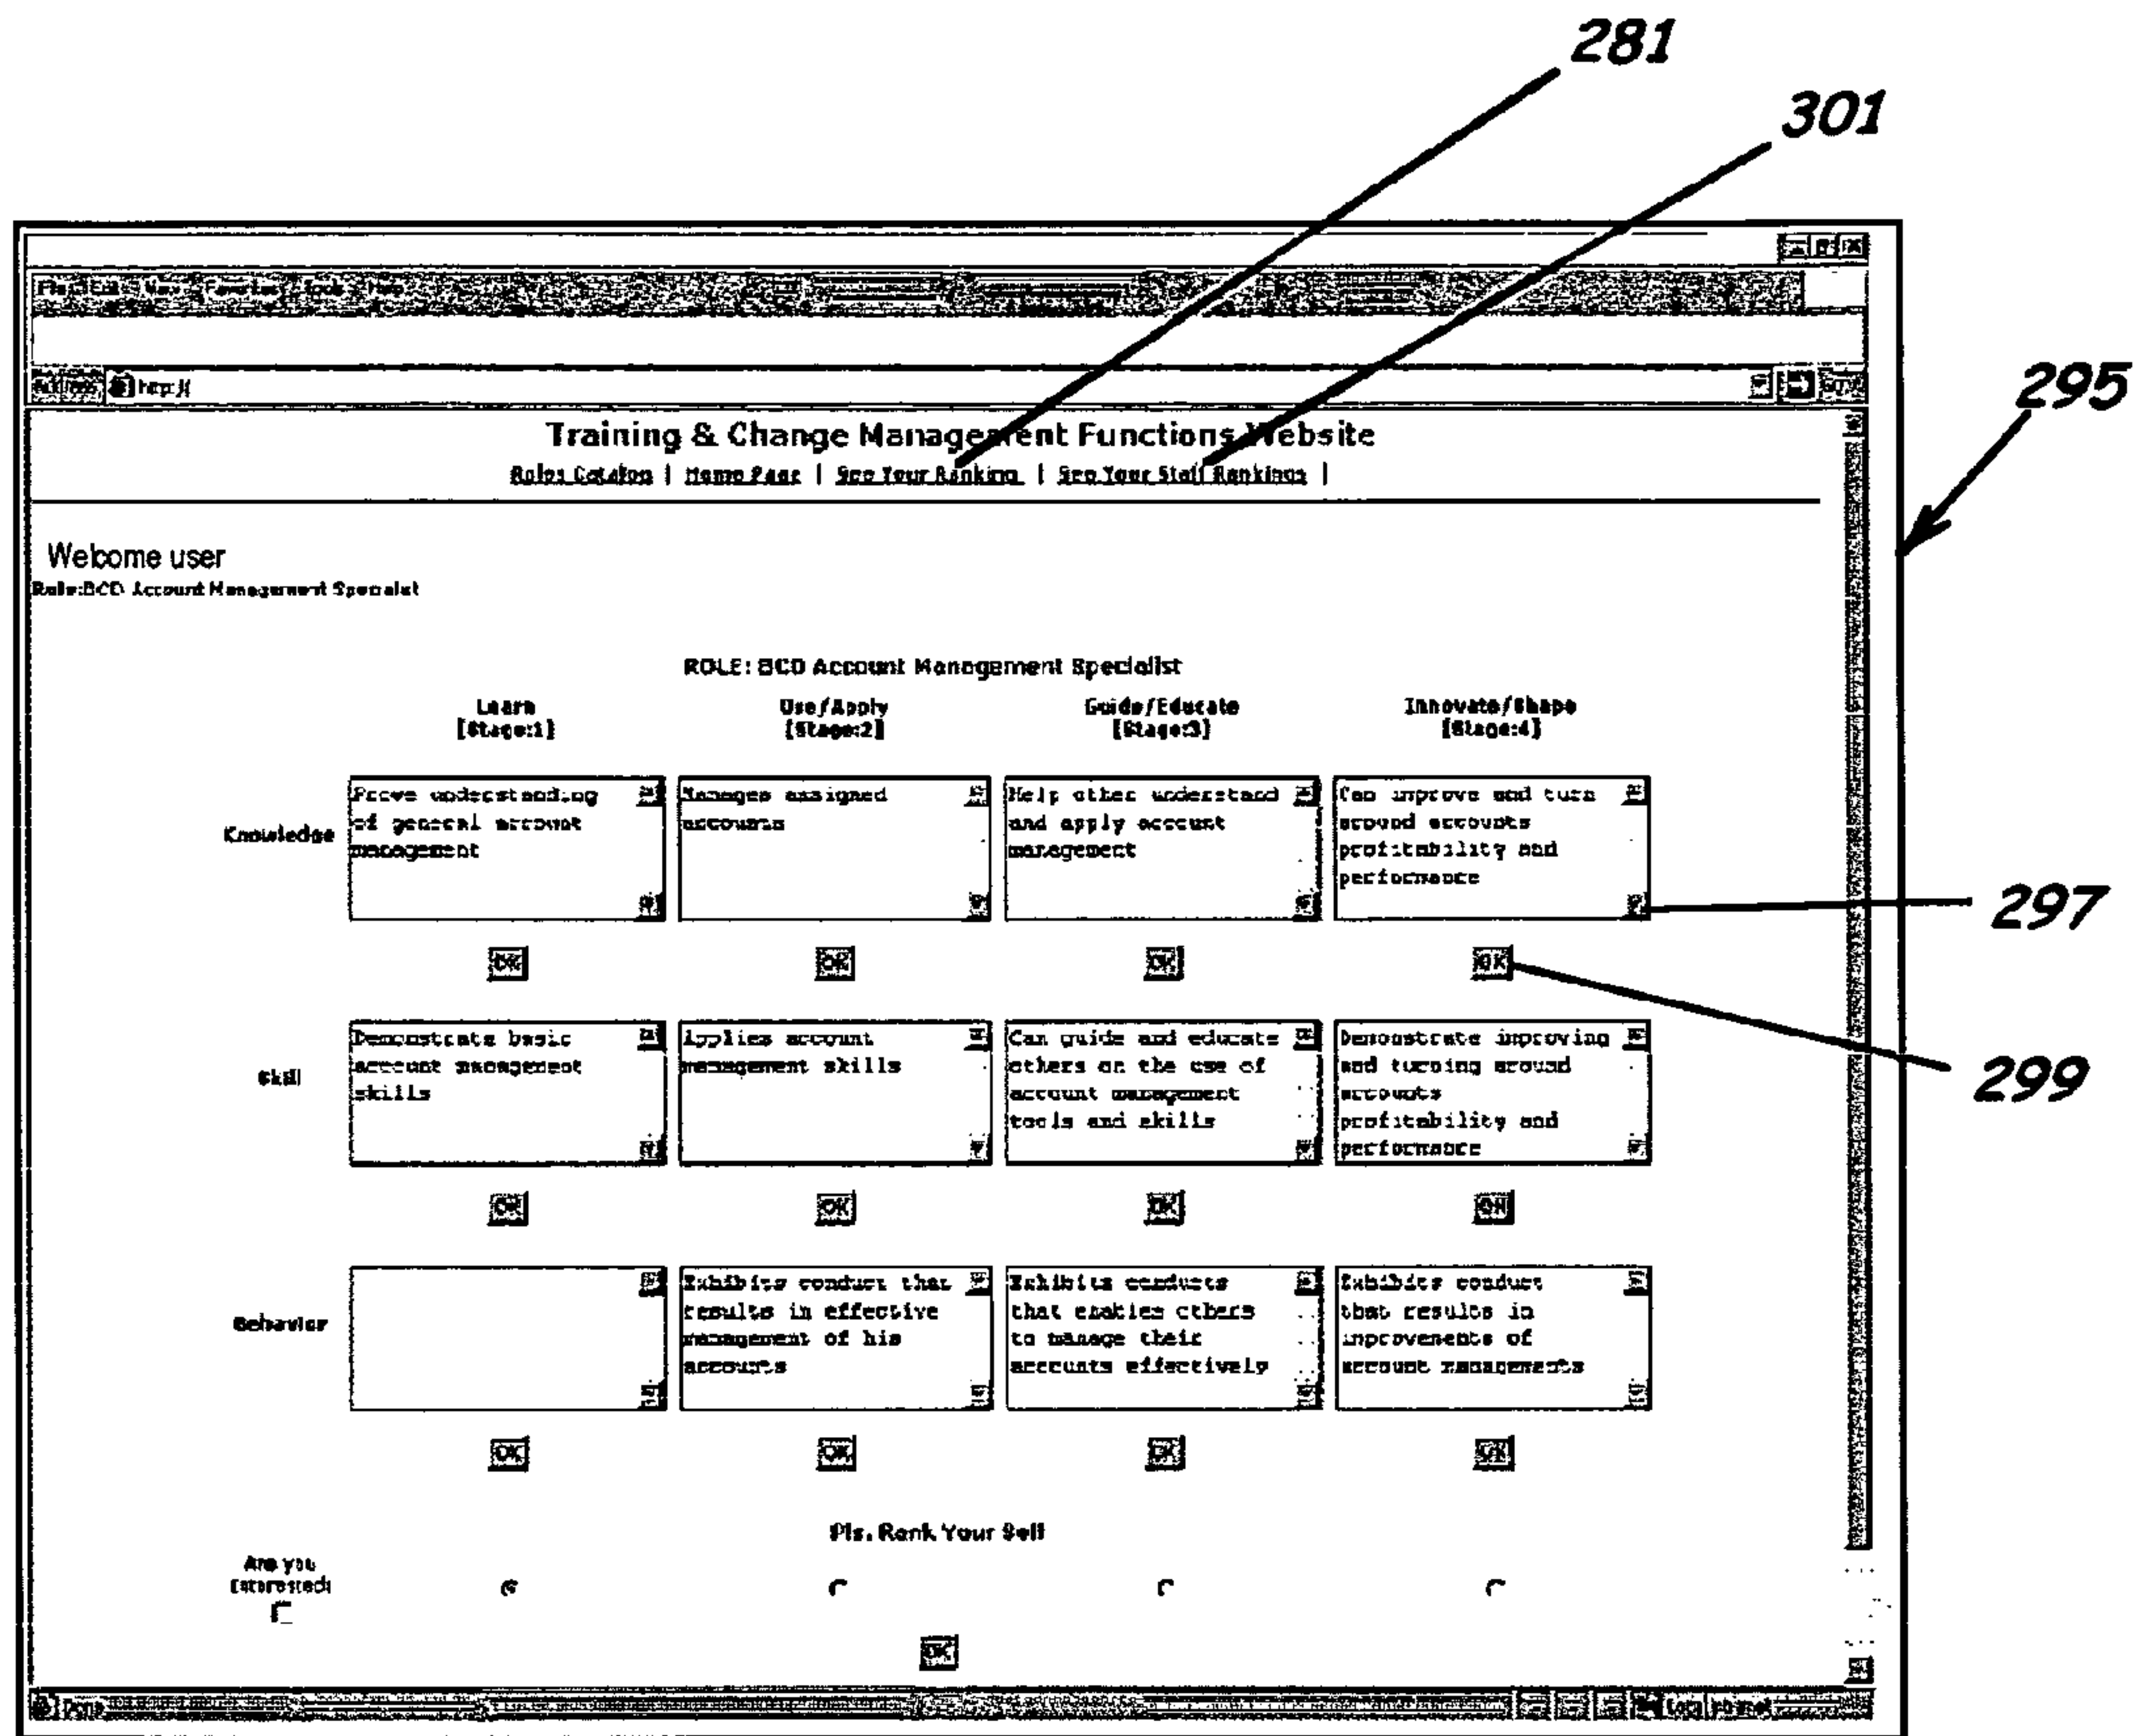 281
301
295
http://
Training & Change Management Functions Website
Roles Catalog | Home Page | See Your Ranking | See Your Staff Rankings |
Welcome user
Role:BCD Account Management Specialist
ROLE: BCD Account Management Specialist
Learn Use/Apply Guide/Educate Innovate/Shape
[Stage:1] [Stage:2] [Stage:3] [Stage:4]
Knowledge
Prove understanding
of general account
management
Manages assigned
accounts
Help other understand
and apply account
management
Can improve and turn
around accounts
profitability and
performance
297
OK OK OK OK
299
Skill
Demonstrate basic
account management
skills
Applies account
management skills
Can guide and educate
others on the use of
account management
tools and skills
Demonstrate improving
and turning around
accounts
profitability and
performance
OK OK OK OK
Behavior
Exhibits conduct that
results in effective
management of his
accounts
Exhibits conducts
that enables others
to manage their
accounts effectively
Exhibits conduct
that results in
improvements of
account managements
OK OK OK OK
Pls. Rank Your Self
Are you
Interested?
OK
Done